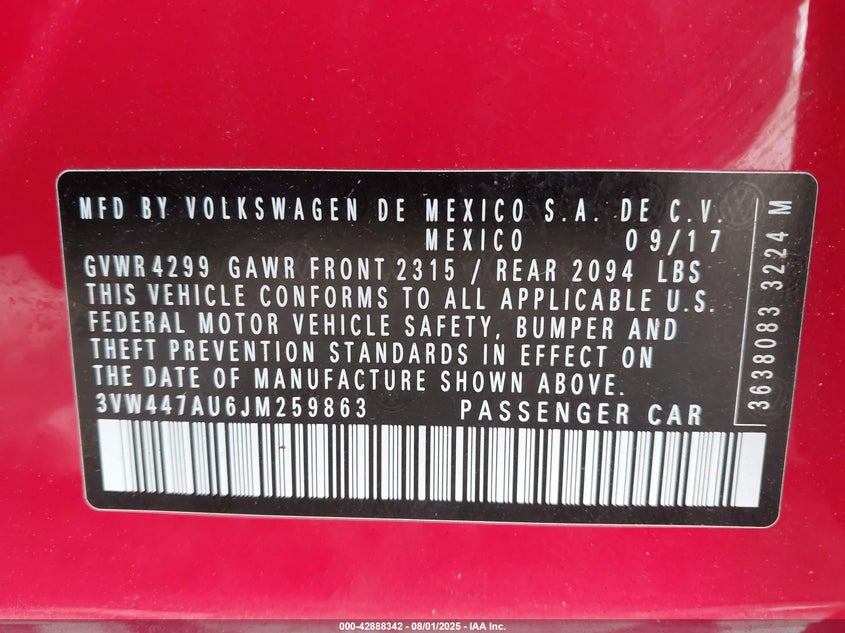 MFD BY VOLKSWAGEN DE MEXICO S.A. DE C.V.
MEXICO 09/17
GVWR 4299 GAWR FRONT 2315 / REAR 2094 LBS
THIS VEHICLE CONFORMS TO ALL APPLICABLE U.S.
FEDERAL MOTOR VEHICLE SAFETY, BUMPER AND
THEFT PREVENTION STANDARDS IN EFFECT ON
THE DATE OF MANUFACTURE SHOWN ABOVE.
3VW447AU6JM259863 PASSENGER CAR
3638083 3224 M
000-42888342 - 08/01/2025 - IAA Inc.